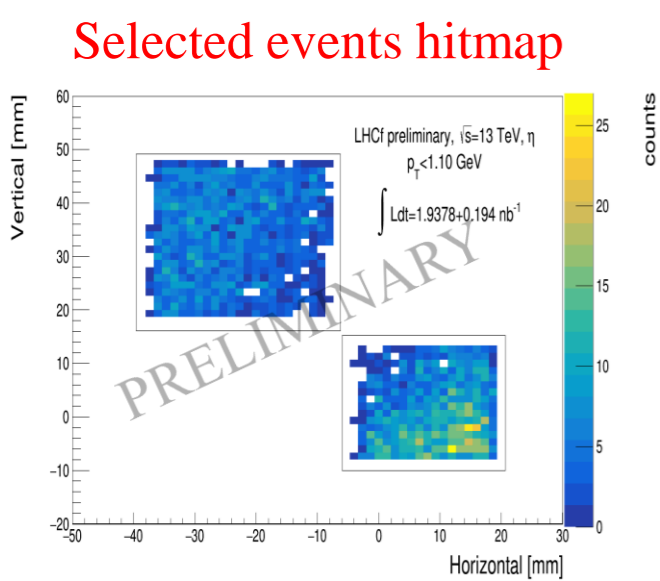 Selected events hitmap
Vertical [mm]
counts
LHCf preliminary, √s=13 TeV, η
p_T<1.10 GeV
∫ Ldt=1.9378+0.194 nb⁻¹
PRELIMINARY
60
50
40
30
20
10
0
−10
−20
−50 −40 −30 −20 −10 0 10 20 30
Horizontal [mm]
25
20
15
10
5
0